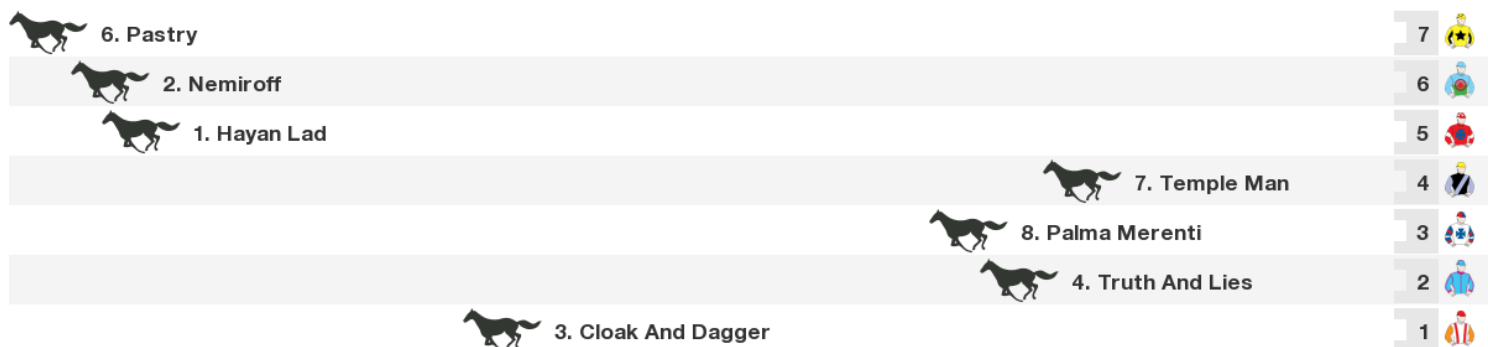 6. Pastry 7
2. Nemiroff 6
1. Hayan Lad 5
7. Temple Man 4
8. Palma Merenti 3
4. Truth And Lies 2
3. Cloak And Dagger 1